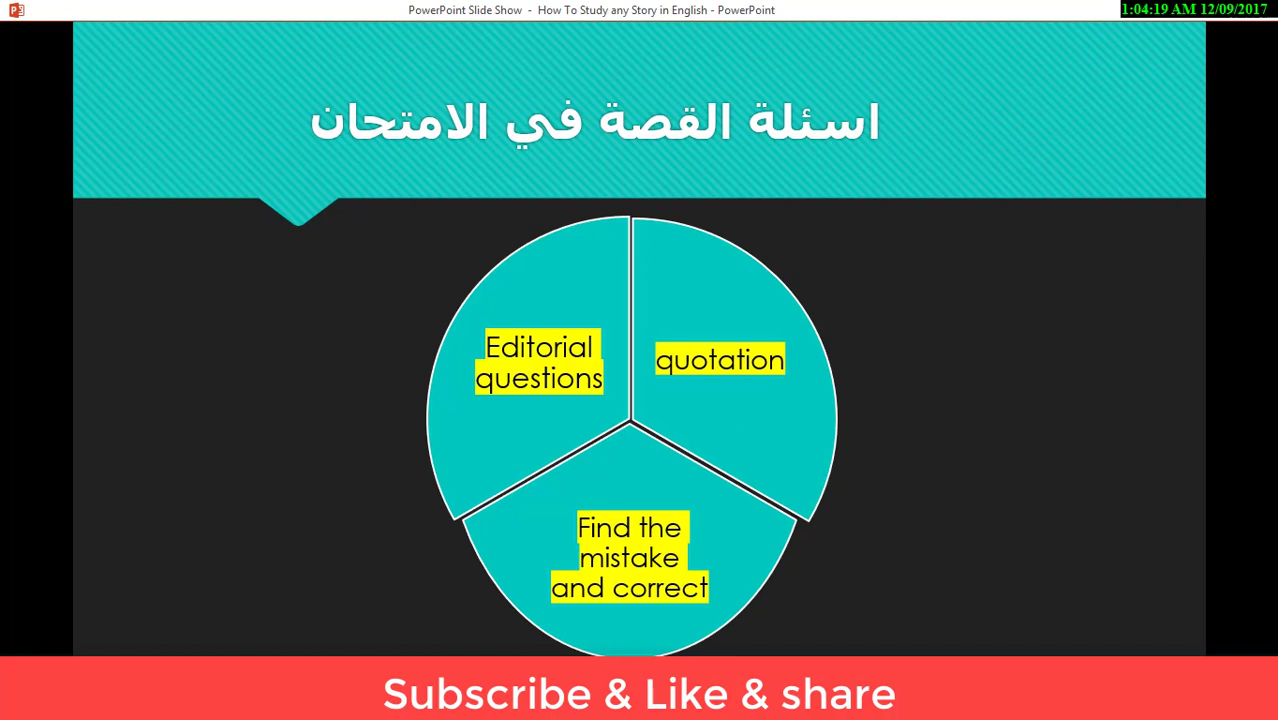 PowerPoint Slide Show - How To Study any Story in English - PowerPoint
1:04:19 AM 12/09/2017
اسئلة القصة في الامتحان
Editorial
questions
quotation
Find the
mistake
and correct
Subscribe & Like & share